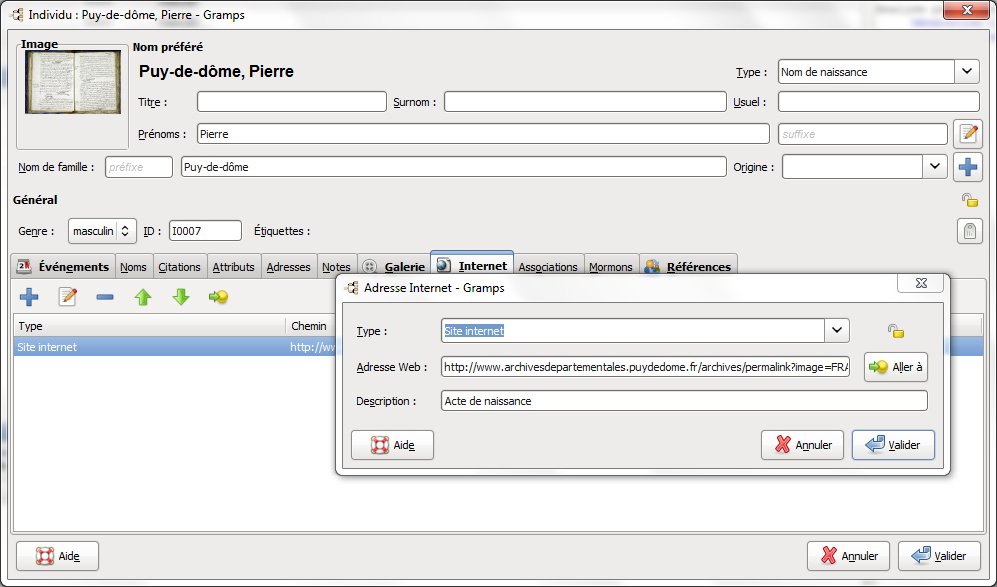 Individu : Puy-de-dôme, Pierre - Gramps
Image
Nom préféré
Puy-de-dôme, Pierre
Type : Nom de naissance
Titre : Surnom : Usuel :
Prénoms : Pierre suffixe
Nom de famille : préfixe Puy-de-dôme Origine :
Général
Genre : masculin ID : I0007 Étiquettes :
Événements Noms Citations Attributs Adresses Notes Galerie Internet Associations Mormons Références
Type Chemin
Site internet http://ww
Adresse Internet - Gramps
Type : Site internet
Adresse Web : http://www.archivesdepartementales.puydedome.fr/archives/permalink?image=FRA Aller à
Description : Acte de naissance
Aide Annuler Valider
Aide Annuler Valider